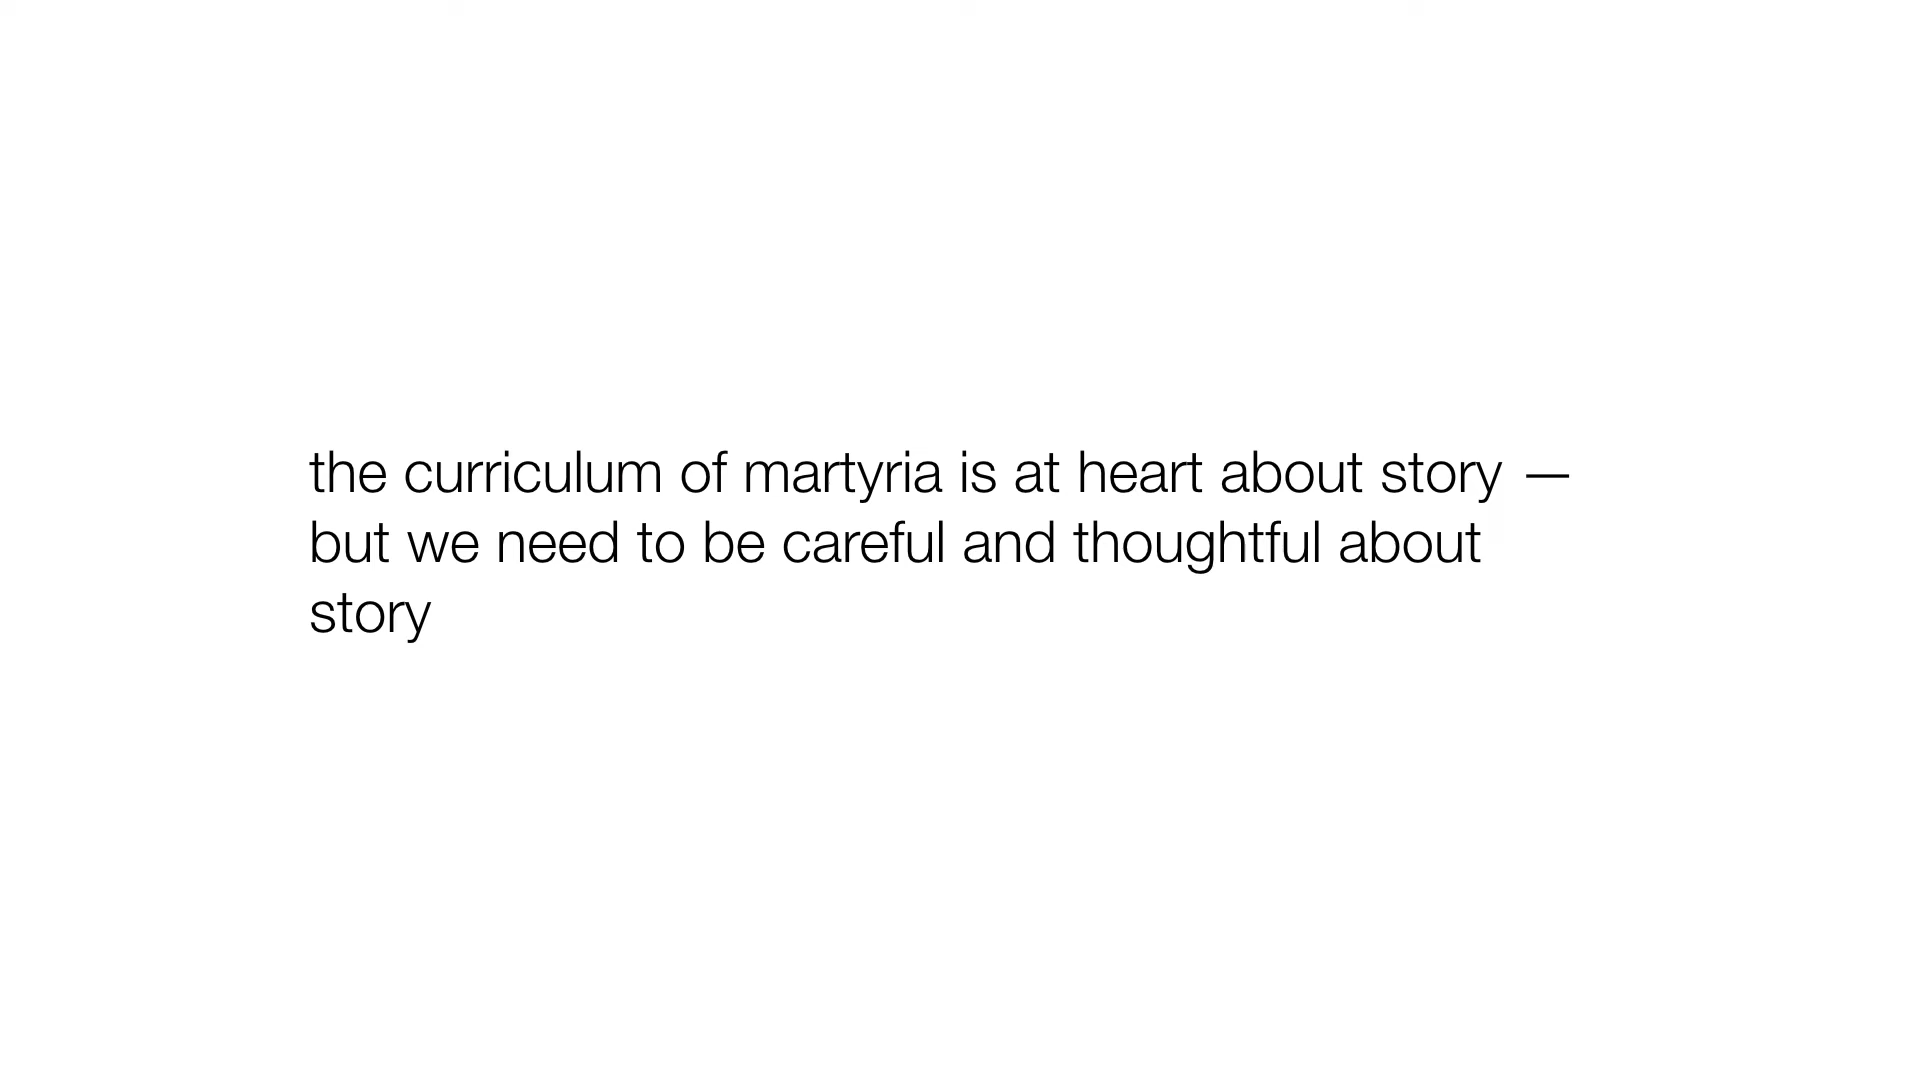 the curriculum of martyria is at heart about story —
but we need to be careful and thoughtful about
story